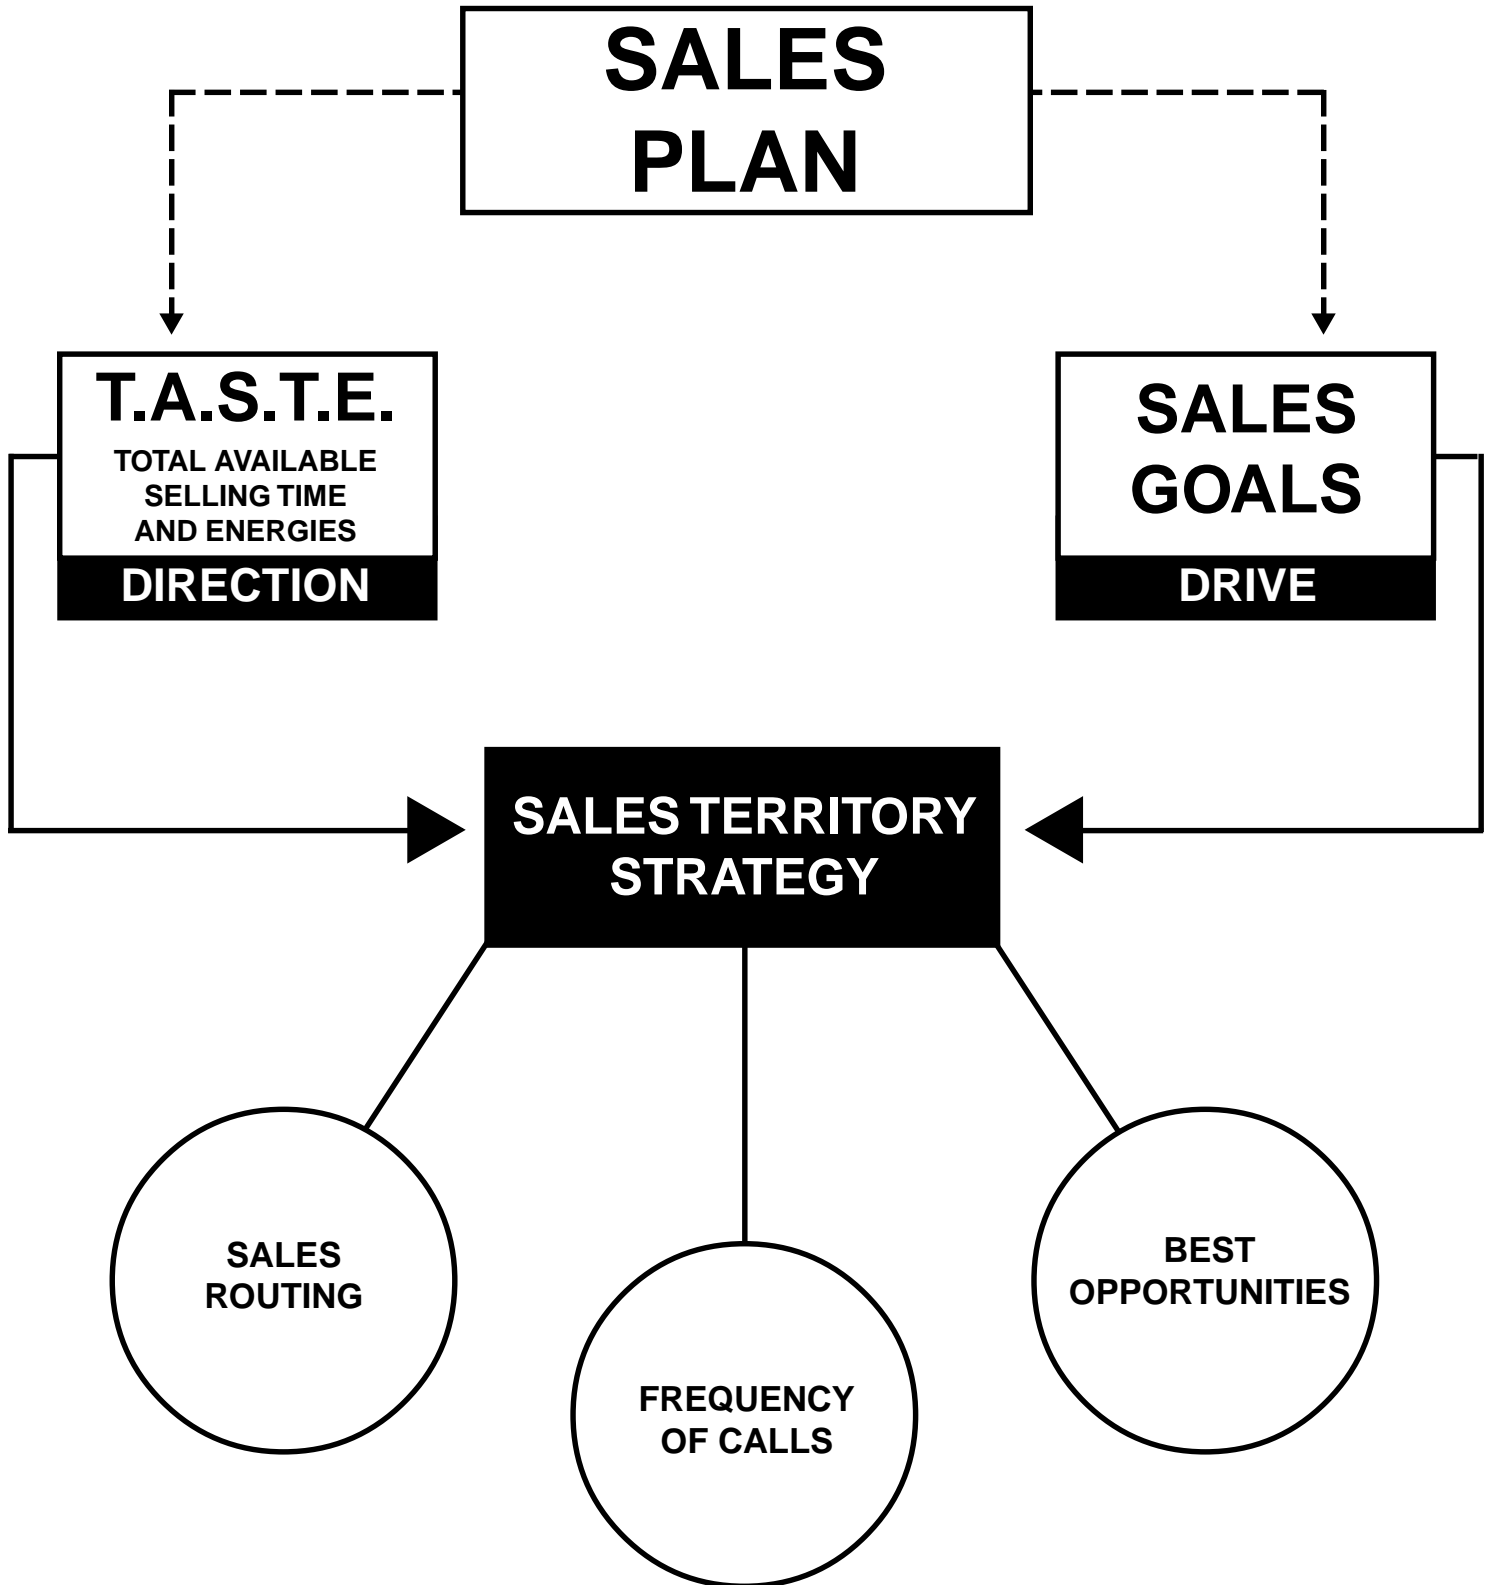 SALES
PLAN
T.A.S.T.E.
TOTAL AVAILABLE
SELLING TIME
AND ENERGIES
DIRECTION
SALES
GOALS
DRIVE
SALES TERRITORY
STRATEGY
SALES
ROUTING
FREQUENCY
OF CALLS
BEST
OPPORTUNITIES